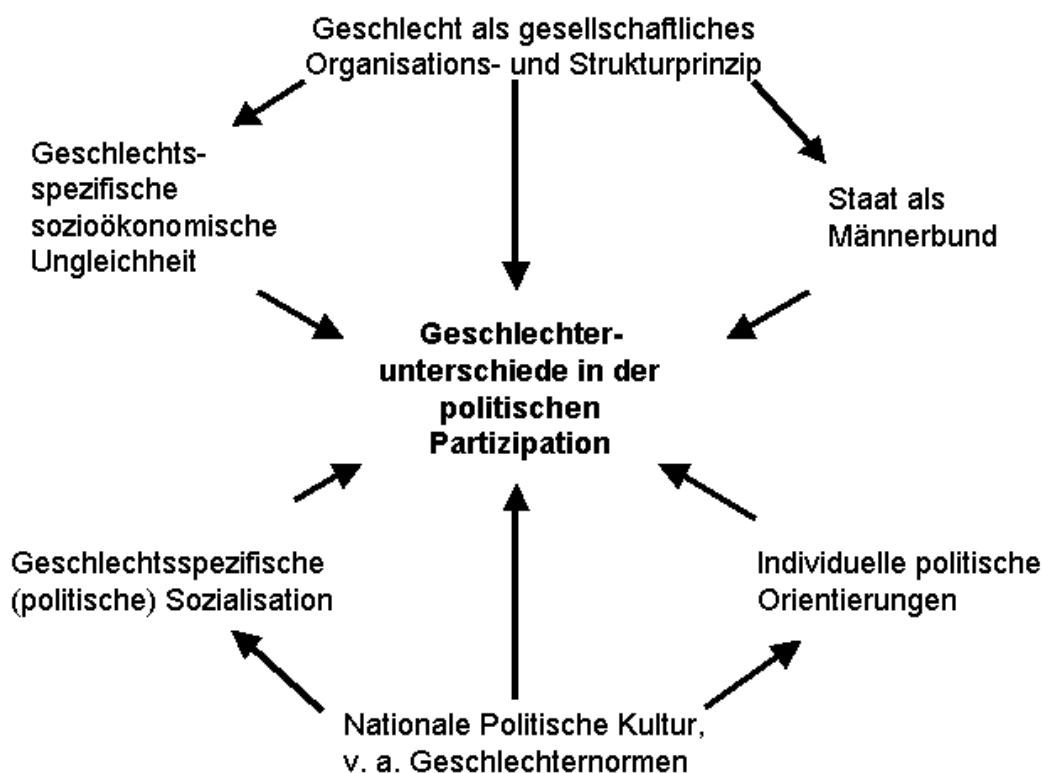 Geschlecht als gesellschaftliches
Organisations- und Strukturprinzip
Geschlechts-
spezifische
sozioökonomische
Ungleichheit
Staat als
Männerbund
Geschlechter-
unterschiede in der
politischen
Partizipation
Geschlechtsspezifische
(politische) Sozialisation
Individuelle politische
Orientierungen
Nationale Politische Kultur,
v. a. Geschlechternormen